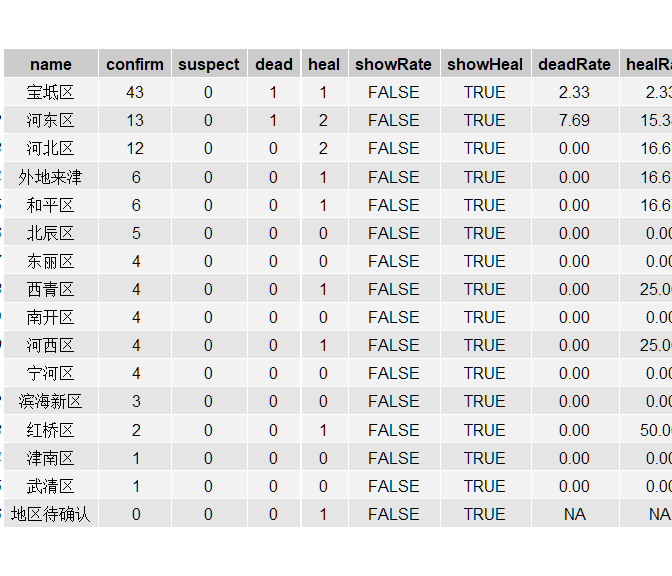 name confirm suspect dead heal showRate showHeal deadRate healRa
宝坻区 43 0 1 1 FALSE TRUE 2.33 2.33
河东区 13 0 1 2 FALSE TRUE 7.69 15.3
河北区 12 0 0 2 FALSE TRUE 0.00 16.67
外地来津 6 0 0 1 FALSE TRUE 0.00 16.67
和平区 6 0 0 1 FALSE TRUE 0.00 16.67
北辰区 5 0 0 0 FALSE TRUE 0.00 0.00
东丽区 4 0 0 0 FALSE TRUE 0.00 0.00
西青区 4 0 0 1 FALSE TRUE 0.00 25.00
南开区 4 0 0 0 FALSE TRUE 0.00 0.00
河西区 4 0 0 1 FALSE TRUE 0.00 25.00
宁河区 4 0 0 0 FALSE TRUE 0.00 0.00
滨海新区 3 0 0 0 FALSE TRUE 0.00 0.00
红桥区 2 0 0 1 FALSE TRUE 0.00 50.00
津南区 1 0 0 0 FALSE TRUE 0.00 0.00
武清区 1 0 0 0 FALSE TRUE 0.00 0.00
地区待确认 0 0 0 1 FALSE TRUE NA NA